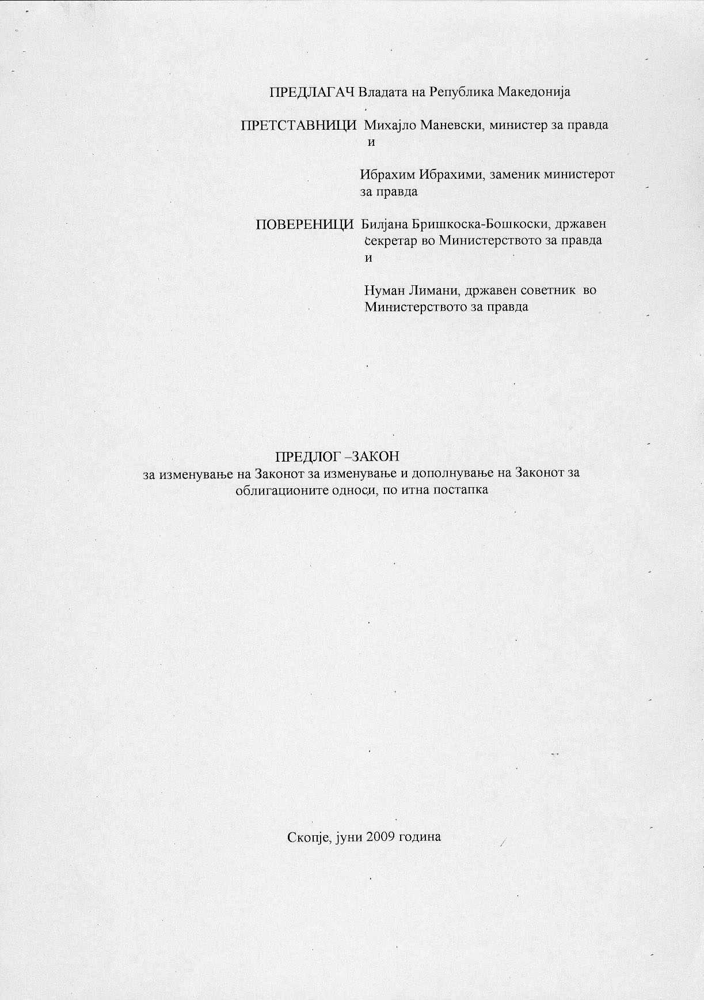 ПРЕДЛАГАЧ Владата на Република Македонија
ПРЕТСТАВНИЦИ Михајло Маневски, министер за правда
и
Ибрахим Ибрахими, заменик министерот
за правда
ПОВЕРЕНИЦИ Билјана Бришкоска-Бошкоски, државен
секретар во Министерството за правда
и
Нуман Лимани, државен советник во
Министерството за правда
ПРЕДЛОГ –ЗАКОН
за изменување на Законот за изменување и дополнување на Законот за
облигационите односи, по итна постапка
Скопје, јуни 2009 година